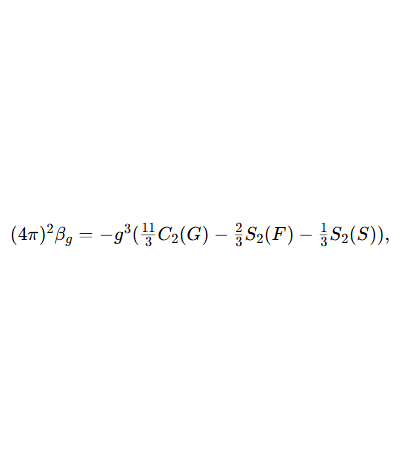 (4π)²β_g = −g³(11/3 C₂(G) − 2/3 S₂(F) − 1/3 S₂(S)),